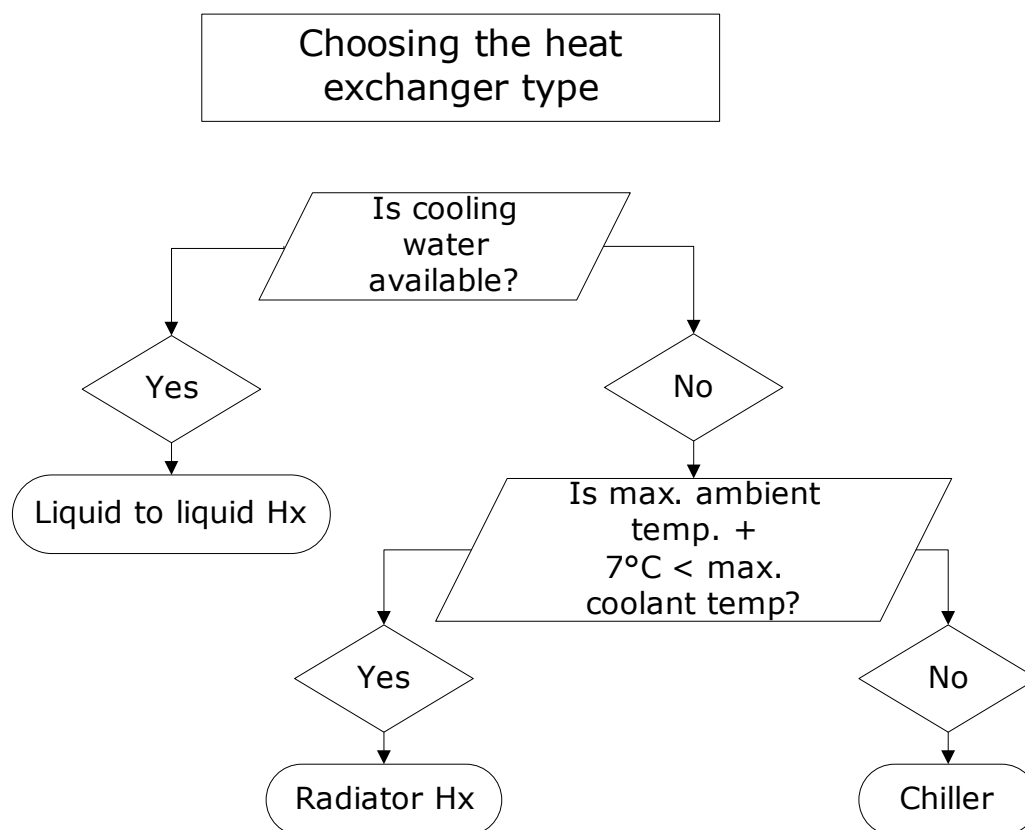 Choosing the heat
exchanger type
Is cooling
water
available?
Yes
No
Liquid to liquid Hx
Is max. ambient
temp. +
7°C < max.
coolant temp?
Yes
No
Radiator Hx
Chiller